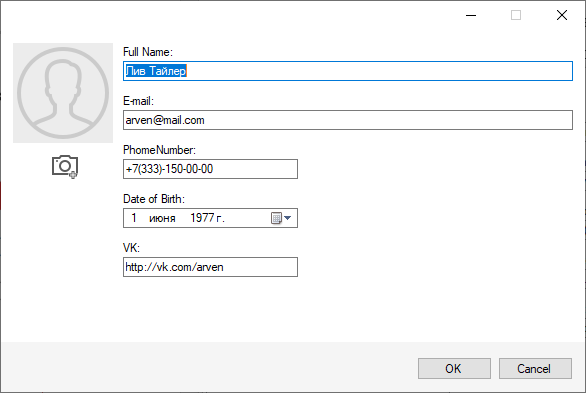 Full Name:
Лив Тайлер
E-mail:
arven@mail.com
PhoneNumber:
+7(333)-150-00-00
Date of Birth:
1 июня 1977 г.
VK:
http://vk.com/arven
OK Cancel